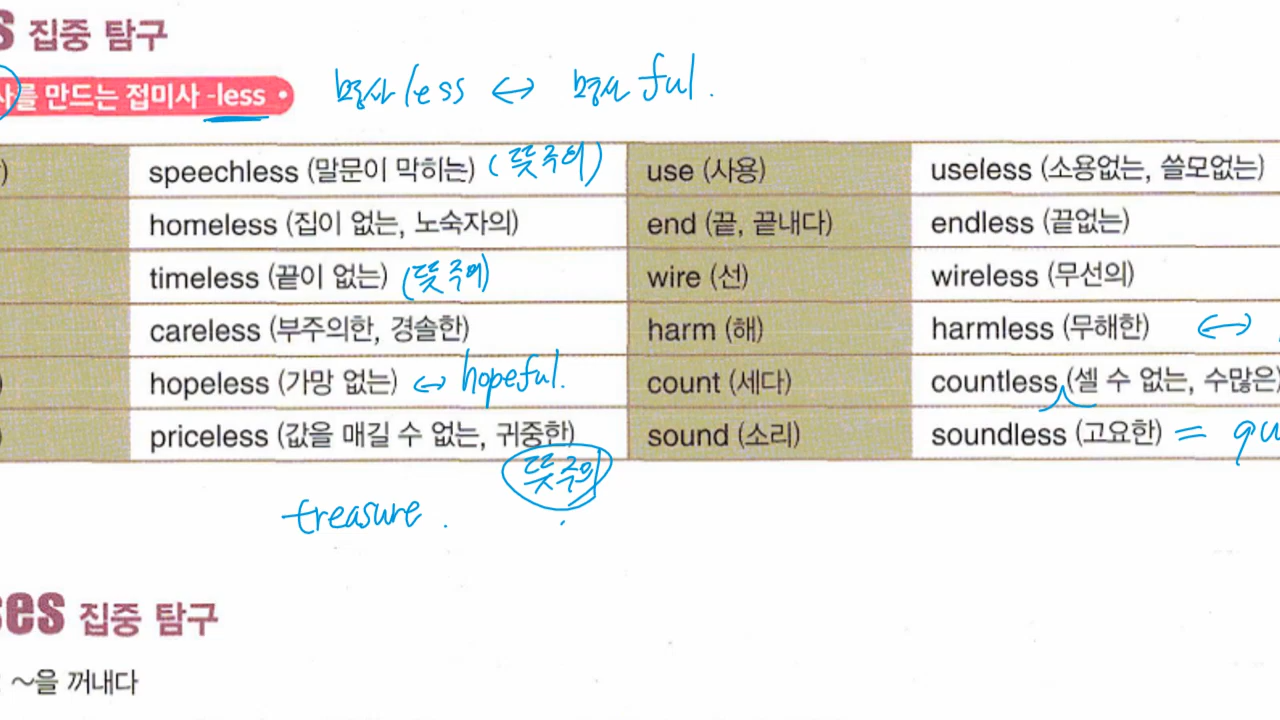 s 집중 탐구
사를 만드는 접미사 -less •
명사less ↔ 명사ful.
) speechless (말문이 막히는) (뜻 주의) use (사용) useless (소용없는, 쓸모없는)
homeless (집이 없는, 노숙자의) end (끝, 끝내다) endless (끝없는)
timeless (끝이 없는) (뜻 주의) wire (선) wireless (무선의)
careless (부주의한, 경솔한) harm (해) harmless (무해한) ↔
) hopeless (가망 없는) ↔ hopeful. count (세다) countless (셀 수 없는, 수많은)
) priceless (값을 매길 수 없는, 귀중한) sound (소리) soundless (고요한) = qu
뜻 주의
treasure.
ses 집중 탐구
: ~을 꺼내다